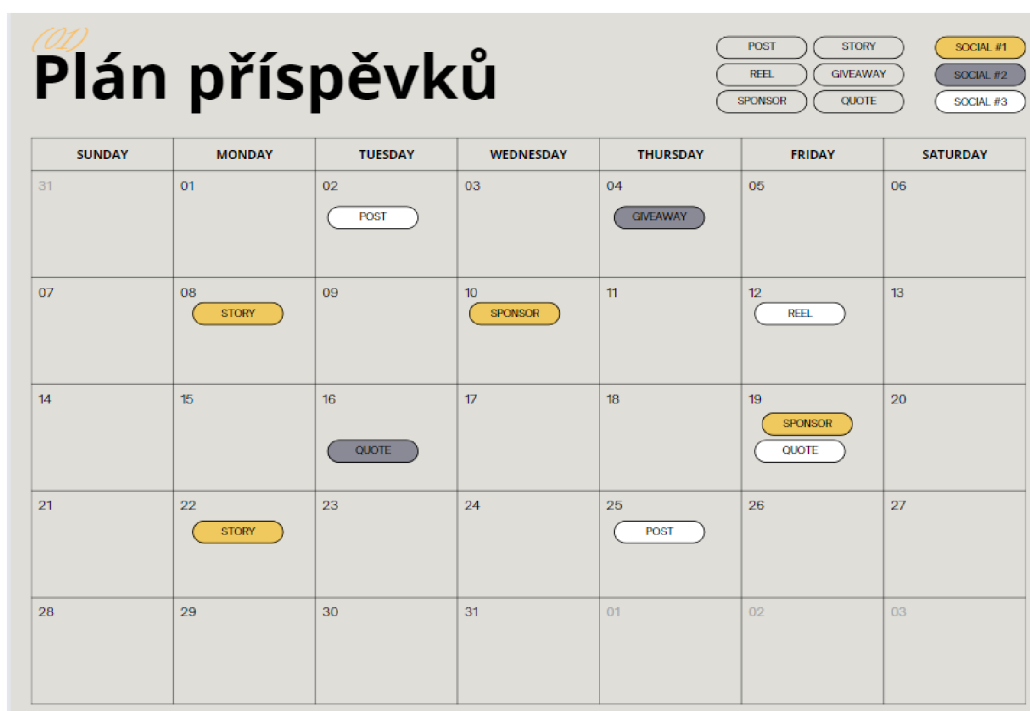 (01)
Plán příspěvků
POST STORY SOCIAL #1
REEL GIVEAWAY SOCIAL #2
SPONSOR QUOTE SOCIAL #3
SUNDAY MONDAY TUESDAY WEDNESDAY THURSDAY FRIDAY SATURDAY
31 01 02 03 04 05 06
POST GIVEAWAY
07 08 09 10 11 12 13
STORY SPONSOR REEL
14 15 16 17 18 19 20
SPONSOR
QUOTE QUOTE
21 22 23 24 25 26 27
STORY POST
28 29 30 31 01 02 03